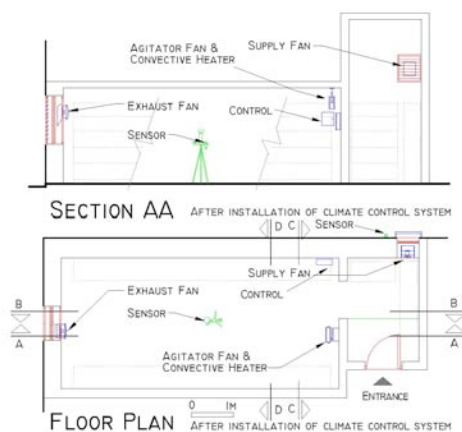 AGITATOR FAN &
CONVECTIVE HEATER
SUPPLY FAN
EXHAUST FAN
CONTROL
SENSOR
SECTION AA AFTER INSTALLATION OF CLIMATE CONTROL SYSTEM
D C
SENSOR
SUPPLY FAN
CONTROL
EXHAUST FAN
B
B
SENSOR
A
A
AGITATOR FAN &
CONVECTIVE HEATER
ENTRANCE
0 1M
D C
FLOOR PLAN AFTER INSTALLATION OF CLIMATE CONTROL SYSTEM